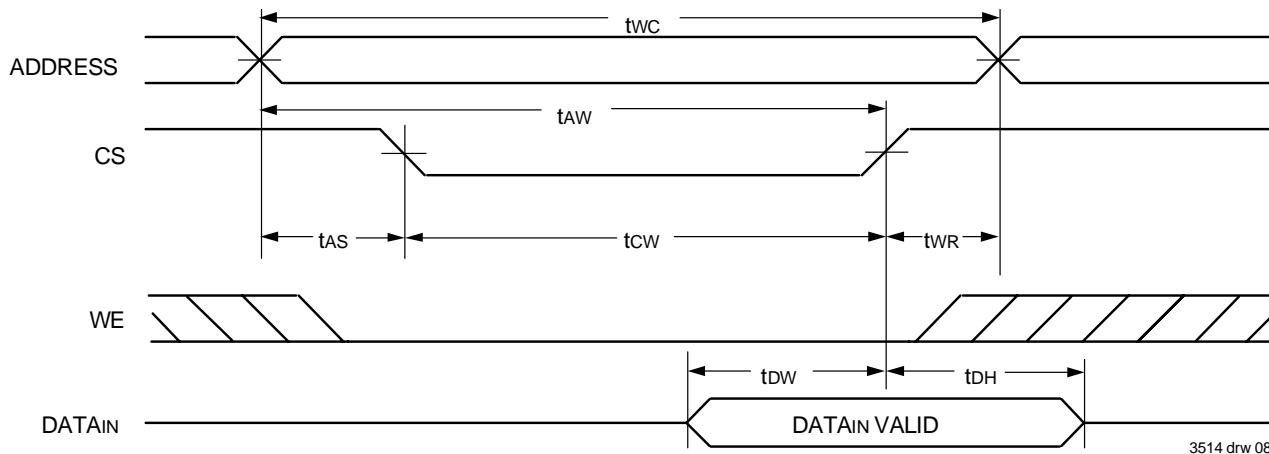 tWC
ADDRESS
tAW
CS
tAS
tCW
tWR
WE
tDW
tDH
DATAIN
DATAIN VALID
3514 drw 08